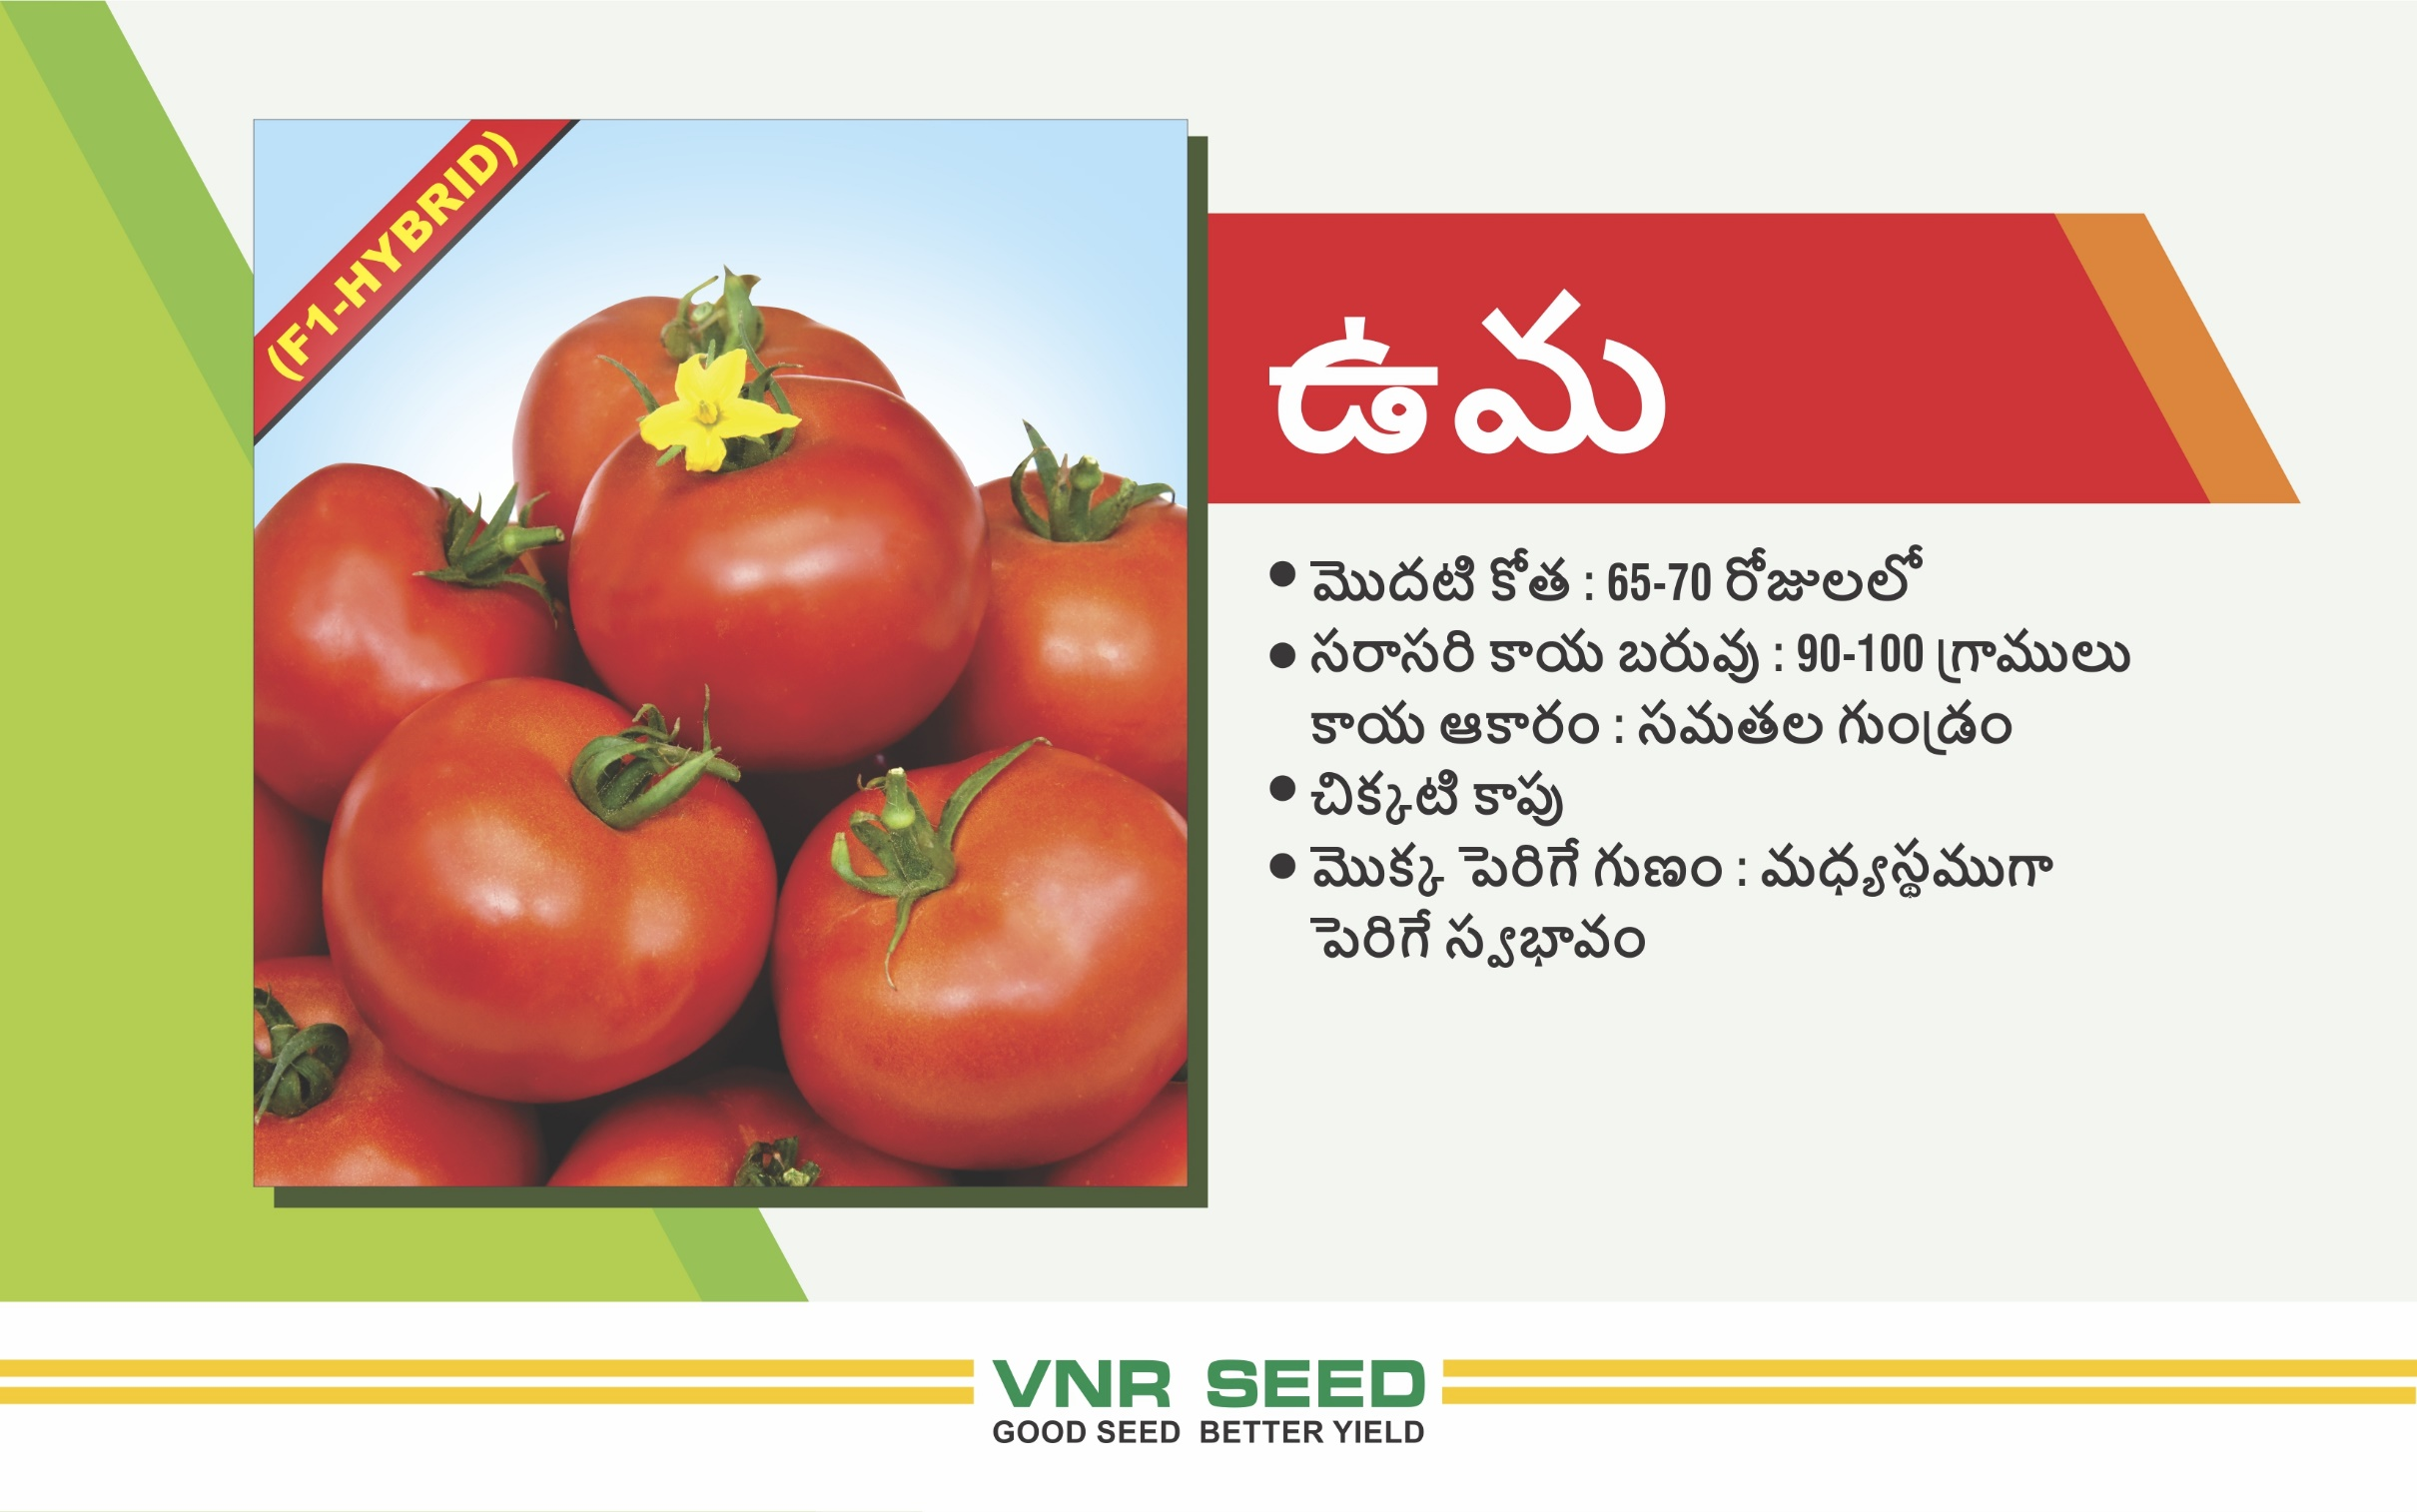 (F1-HYBRID)
ఉమ
• మొదటి కోత : 65-70 రోజులలో
• సరాసరి కాయ బరువు : 90-100 గ్రాములు
కాయ ఆకారం : సమతల గుండ్రం
• చిక్కటి కాపు
• మొక్క పెరిగే గుణం : మధ్యస్థముగా
పెరిగే స్వభావం
VNR SEED
GOOD SEED BETTER YIELD